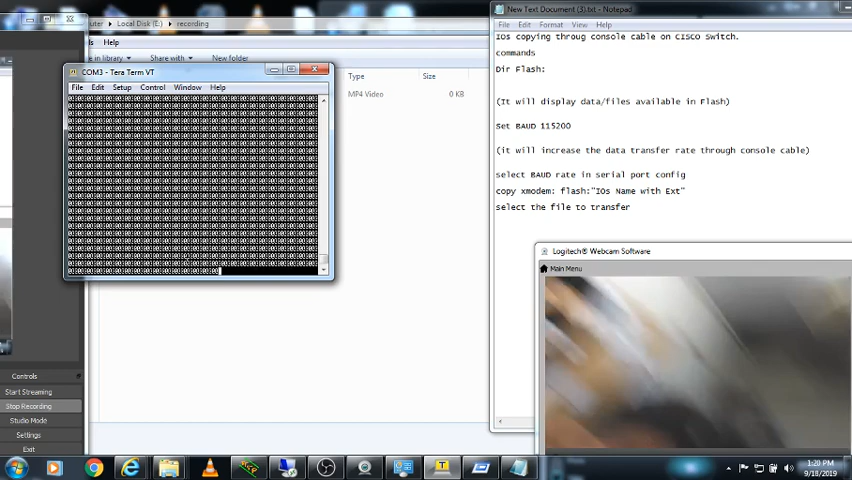 uter
Local Disk (E:)
recording
New Text Document (3).txt - Notepad
ls Help
File Edit Format View Help
e in library Share with New folder
IOs copying throug console cable on CISCO Switch.
commands
Dir Flash:
(It will display data/files available in Flash)
Set BAUD 115200
(it will increase the data transfer rate through console cable)
select BAUD rate in serial port config
copy xmodem: flash:"IOs Name with Ext"
select the file to transfer
COM3 - Tera Term VT
File Edit Setup Control Window Help
Type Size
MP4 Video 0 KB
Logitech® Webcam Software
Main Menu
Controls
Start Streaming
Stop Recording
Studio Mode
Settings
Exit
1:20 PM
9/18/2019